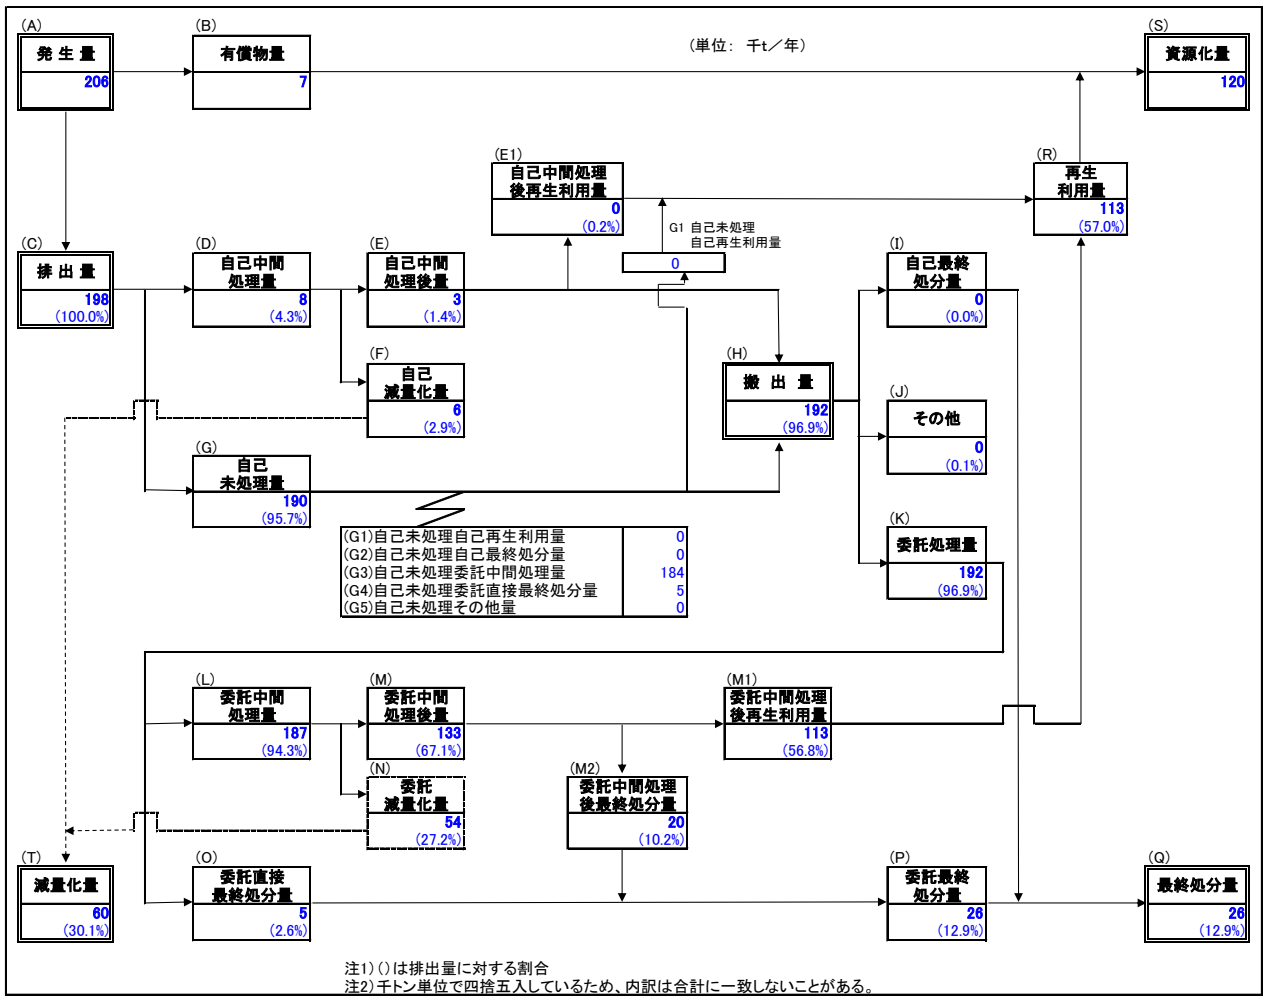 (A)
発 生 量
206
(B)
有償物量
7
(単位： 千t／年)
(S)
資源化量
120
(E1)
自己中間処理
後再生利用量
0
(0.2%)
(R)
再生
利用量
113
(57.0%)
G1 自己未処理
自己再生利用量
0
(C)
排 出 量
198
(100.0%)
(D)
自己中間
処理量
8
(4.3%)
(E)
自己中間
処理後量
3
(1.4%)
(I)
自己最終
処分量
0
(0.0%)
(F)
自己
減量化量
6
(2.9%)
(H)
搬 出 量
192
(96.9%)
(J)
その他
0
(0.1%)
(G)
自己
未処理量
190
(95.7%)
(G1)自己未処理自己再生利用量 0
(G2)自己未処理自己最終処分量 0
(G3)自己未処理委託中間処理量 184
(G4)自己未処理委託直接最終処分量 5
(G5)自己未処理その他量 0
(K)
委託処理量
192
(96.9%)
(L)
委託中間
処理量
187
(94.3%)
(M)
委託中間
処理後量
133
(67.1%)
(M1)
委託中間処理
後再生利用量
113
(56.8%)
(N)
委託
減量化量
54
(27.2%)
(M2)
委託中間処理
後最終処分量
20
(10.2%)
(T)
減量化量
60
(30.1%)
(O)
委託直接
最終処分量
5
(2.6%)
(P)
委託最終
処分量
26
(12.9%)
(Q)
最終処分量
26
(12.9%)
注1)()は排出量に対する割合
注2)千トン単位で四捨五入しているため、内訳は合計に一致しないことがある。